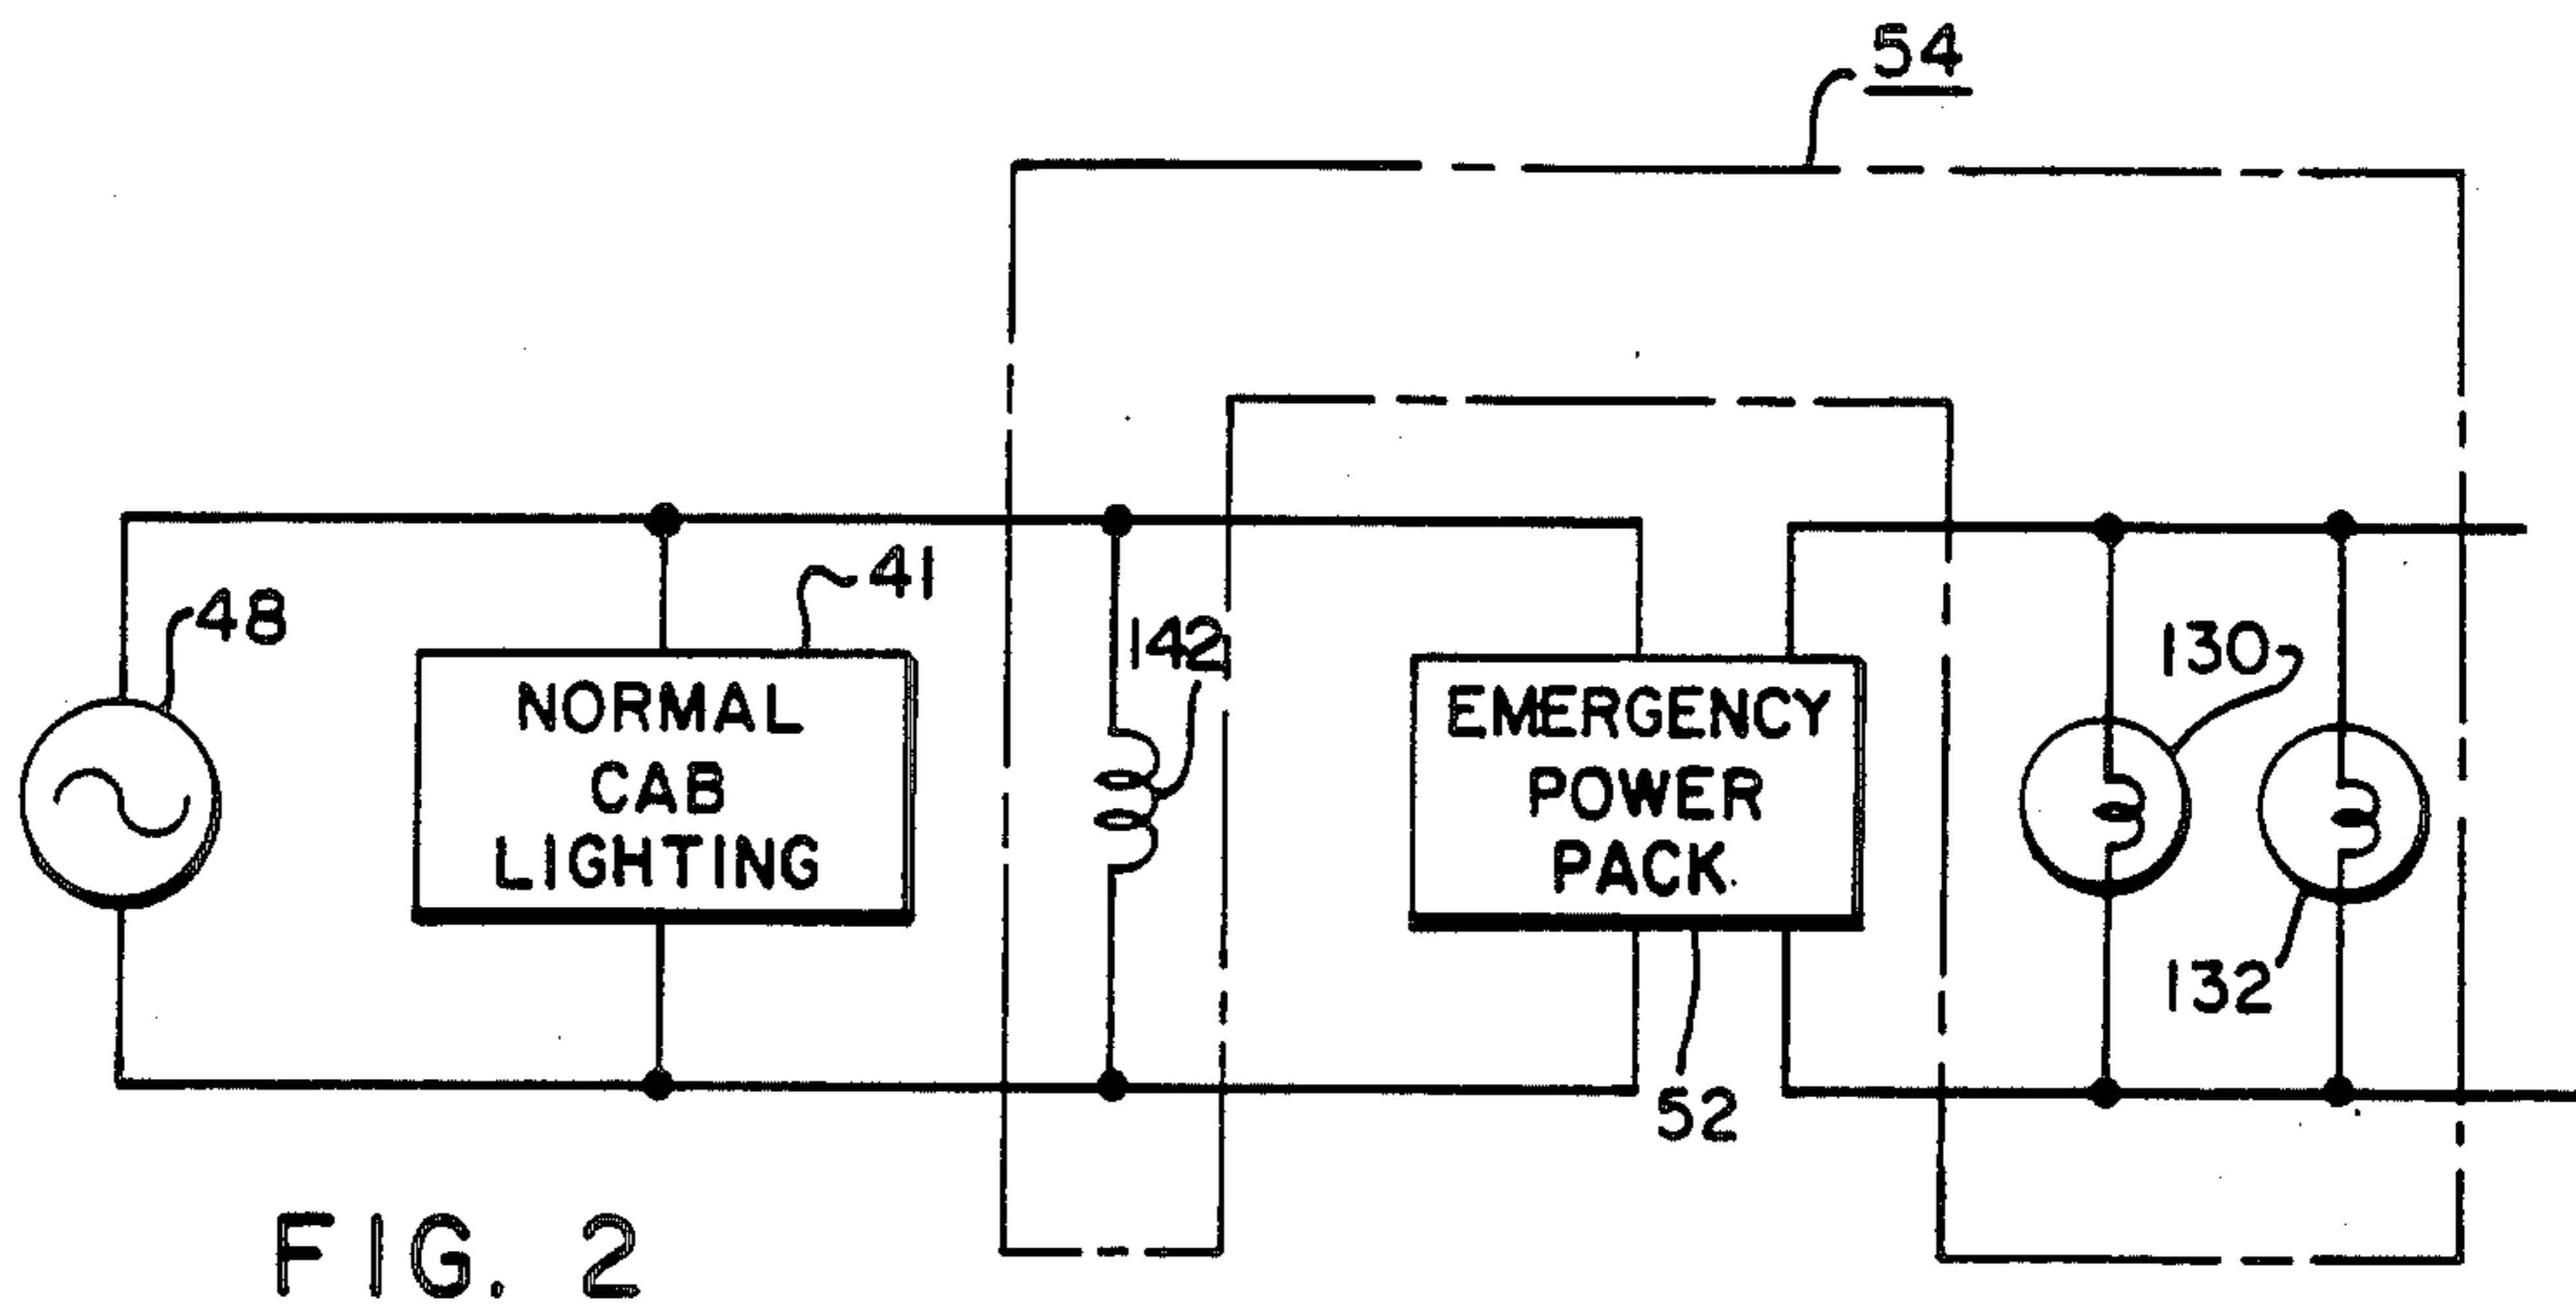 54
41
48
142
130
NORMAL
CAB
LIGHTING
EMERGENCY
POWER
PACK
132
52
FIG. 2